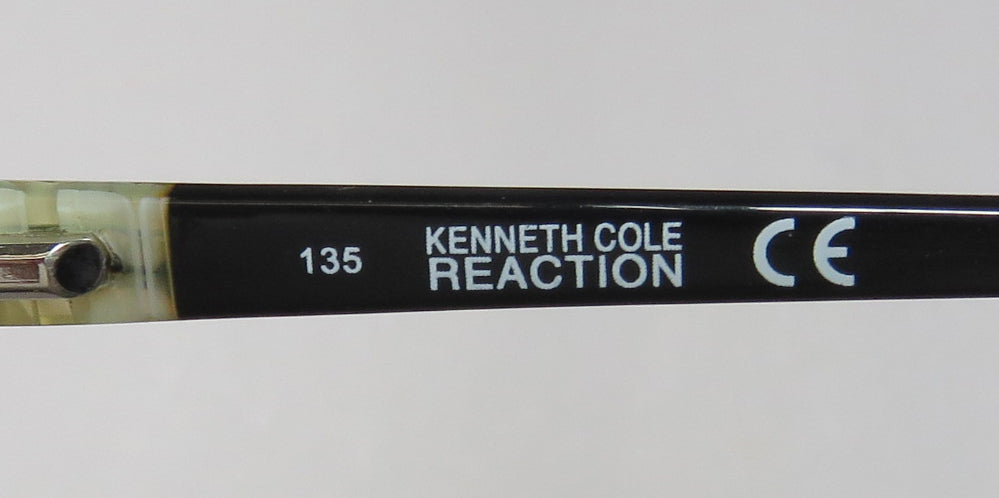 135 KENNETH COLE CE
REACTION